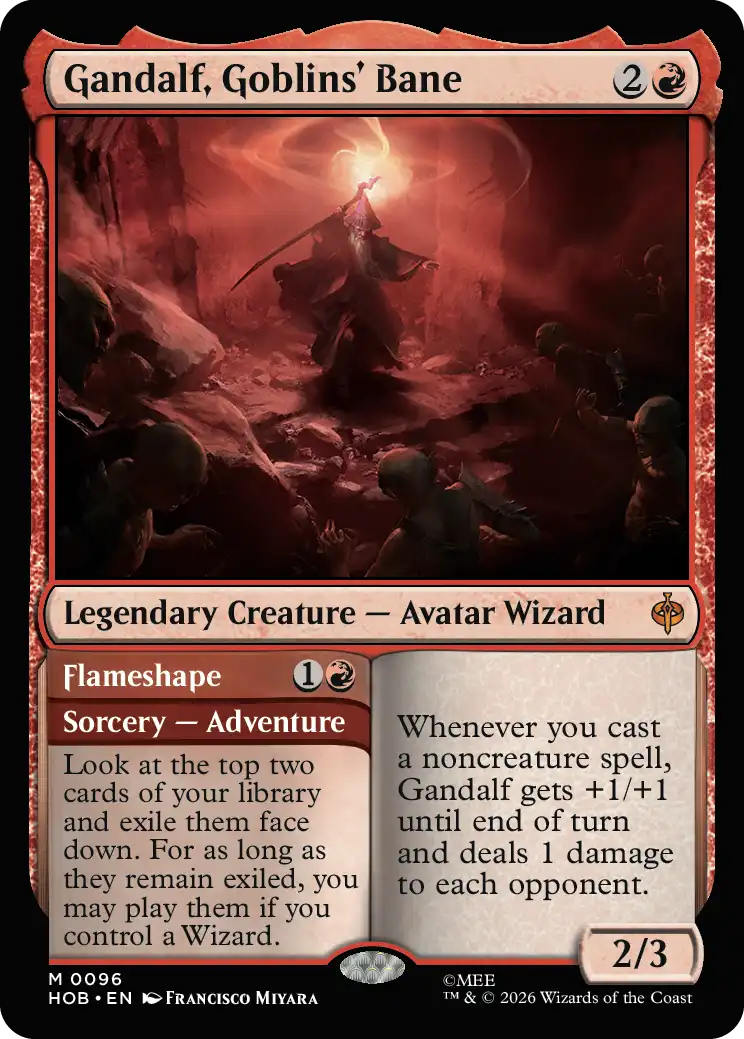 Gandalf, Goblins' Bane 2
Legendary Creature — Avatar Wizard
Flameshape 1
Sorcery — Adventure
Look at the top two
cards of your library
and exile them face
down. For as long as
they remain exiled, you
may play them if you
control a Wizard.
Whenever you cast
a noncreature spell,
Gandalf gets +1/+1
until end of turn
and deals 1 damage
to each opponent.
2/3
M 0096
HOB • EN Francisco Miyara
©MEE
™ & © 2026 Wizards of the Coast